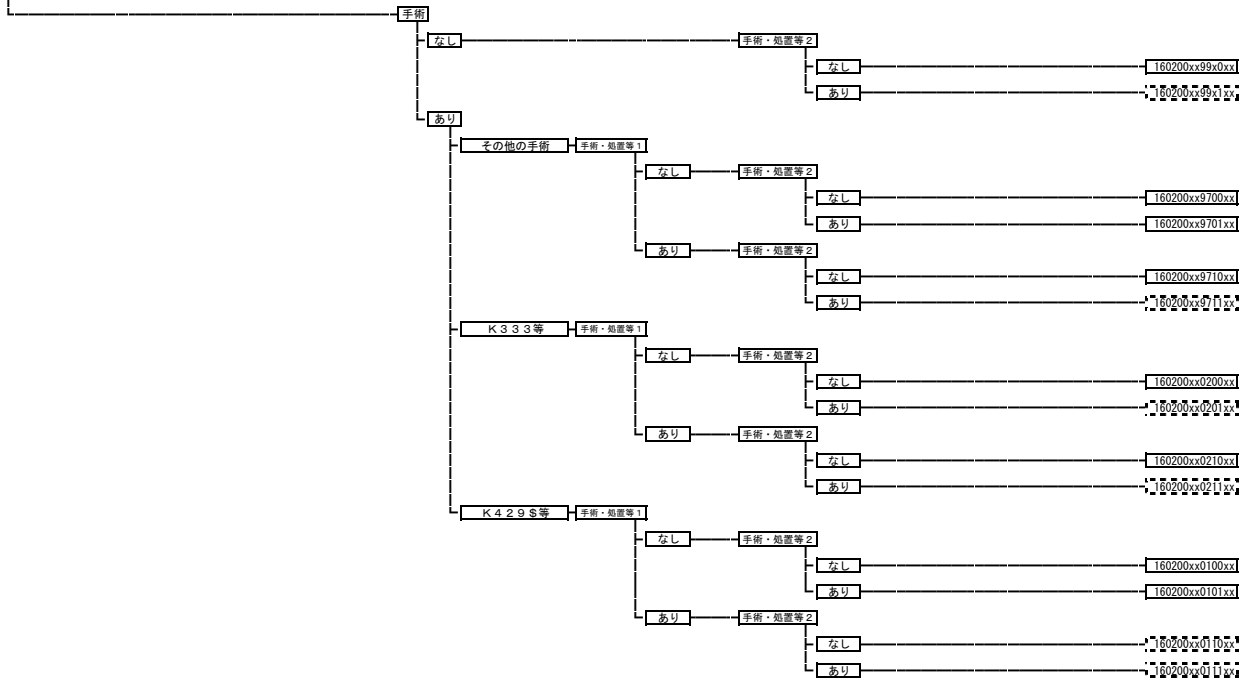 手術
なし 手術・処置等2
なし 160200xx99x0xx
あり 160200xx99x1xx
あり
その他の手術 手術・処置等1
なし 手術・処置等2
なし 160200xx9700xx
あり 160200xx9701xx
あり 手術・処置等2
なし 160200xx9710xx
あり 160200xx9711xx
K333等 手術・処置等1
なし 手術・処置等2
なし 160200xx0200xx
あり 160200xx0201xx
あり 手術・処置等2
なし 160200xx0210xx
あり 160200xx0211xx
K429$等 手術・処置等1
なし 手術・処置等2
なし 160200xx0100xx
あり 160200xx0101xx
あり 手術・処置等2
なし 160200xx0110xx
あり 160200xx0111xx